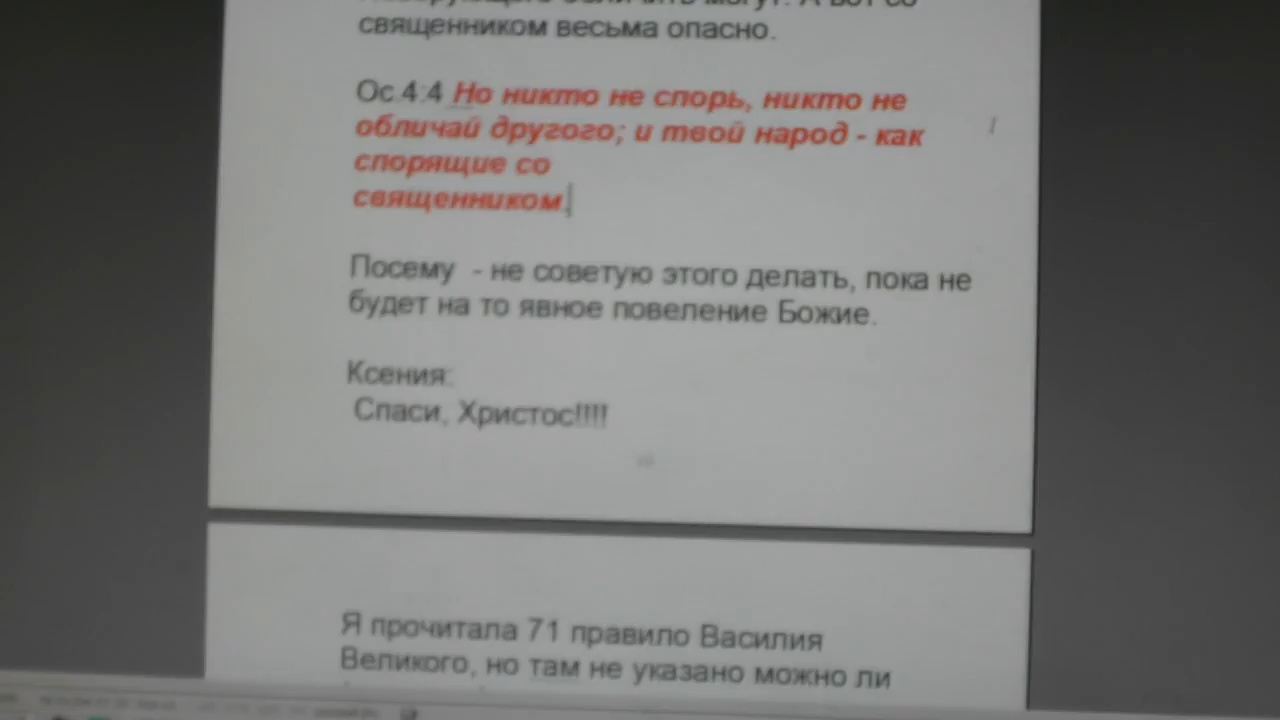 священником весьма опасно.
Ос.4:4 Но никто не спорь, никто не
обличай другого; и твой народ - как
спорящие со
священником.
Посему - не советую этого делать, пока не
будет на то явное повеление Божие.
Ксения:
Спаси, Христос!!!!
Я прочитала 71 правило Василия
Великого, но там не указано можно ли